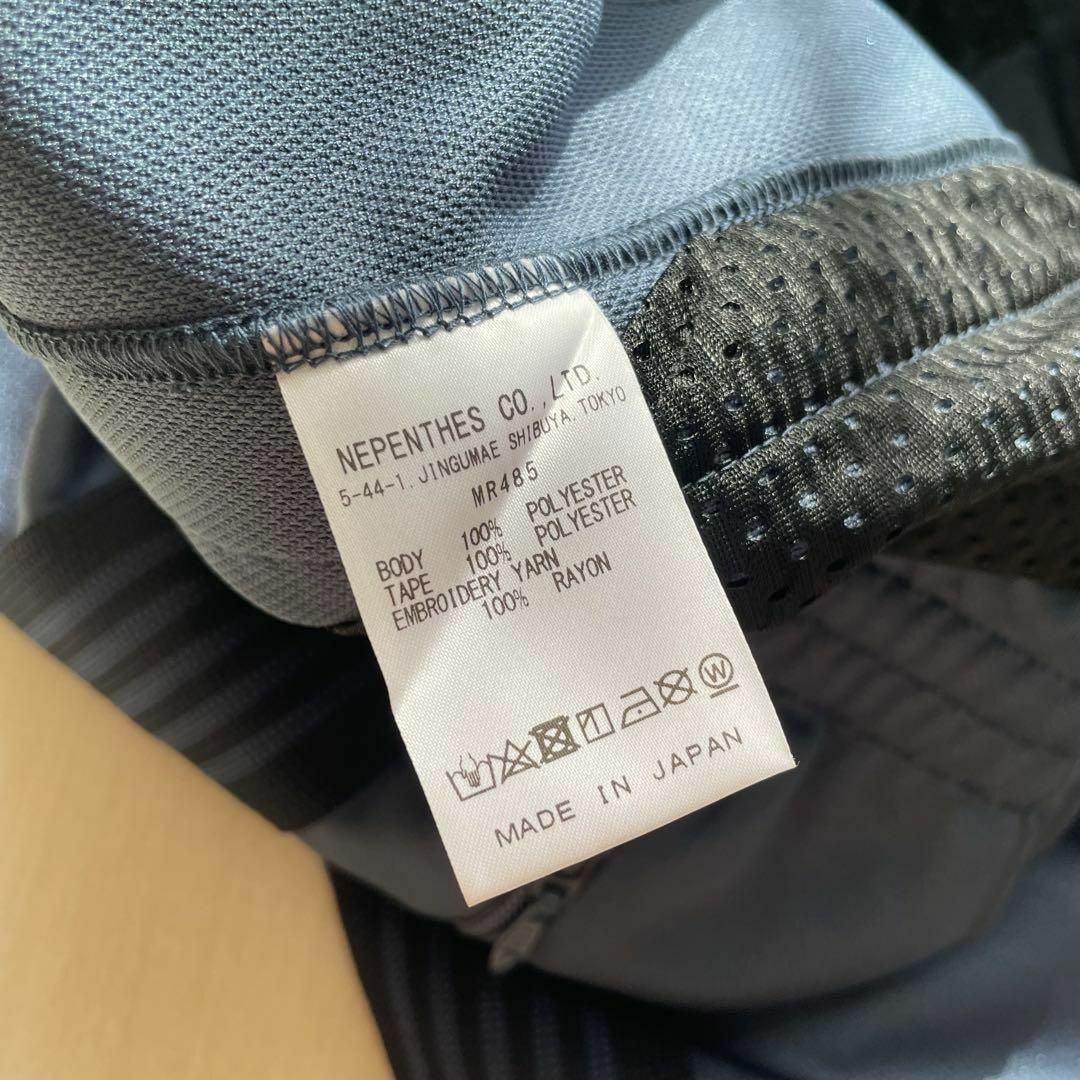 NEPENTHES CO.,LTD.
5-44-1. JINGUMAE SHIBUYA. TOKYO
MR485
BODY 100% POLYESTER
TAPE 100% POLYESTER
EMBROIDERY YARN
100% RAYON
W
MADE IN JAPAN